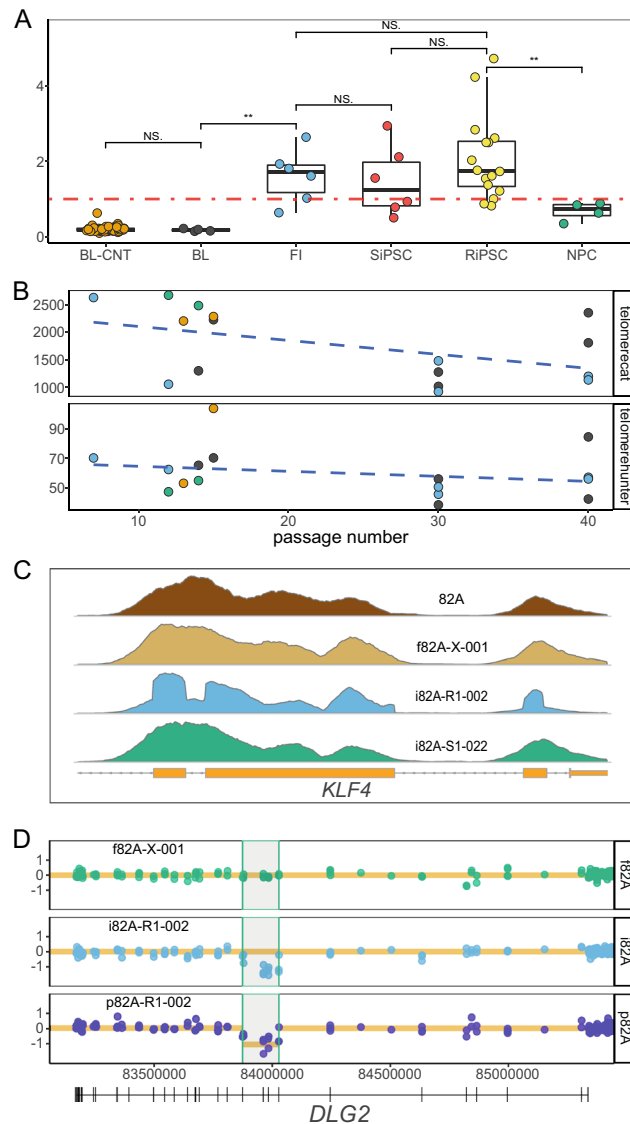 A
NS.
NS.
**
**
NS.
NS.
4
2
0
BL-CNT BL FI SiPSC RiPSC NPC
B
2500
2000
1500
1000
telomerecat
90
70
50
telomerehunter
10 20 30 40
passage number
C
82A
f82A-X-001
i82A-R1-002
i82A-S1-022
KLF4
D
f82A-X-001
1
0
-1
f82A
i82A-R1-002
1
0
-1
i82A
p82A-R1-002
1
0
-1
p82A
83500000 84000000 84500000 85000000
DLG2